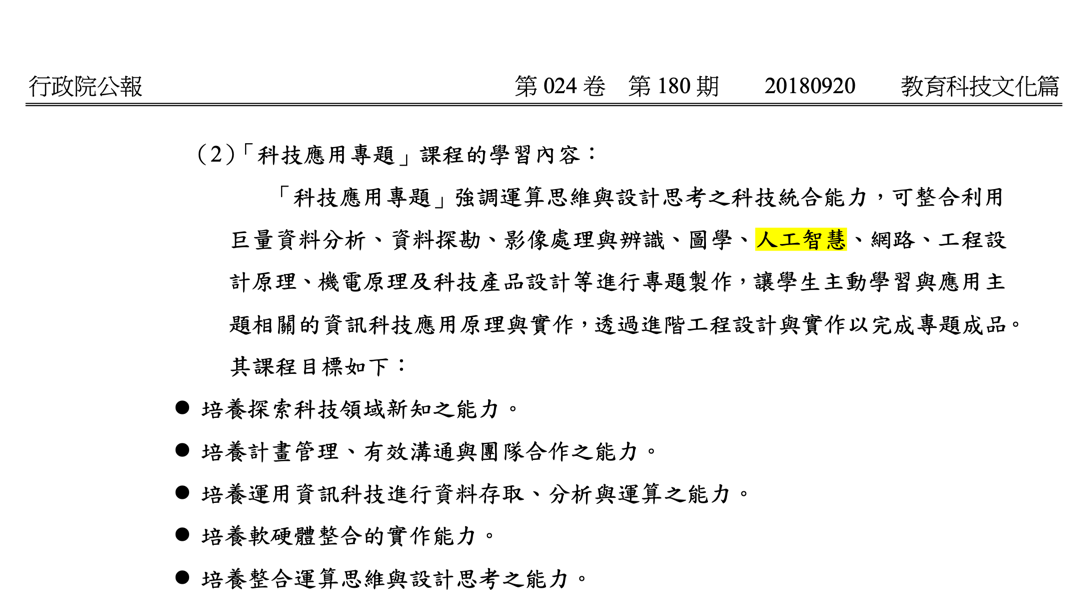 行政院公報 第 024 卷 第 180 期 20180920 教育科技文化篇
（2）「科技應用專題」課程的學習內容：
「科技應用專題」強調運算思維與設計思考之科技統合能力，可整合利用
巨量資料分析、資料探勘、影像處理與辨識、圖學、人工智慧、網路、工程設
計原理、機電原理及科技產品設計等進行專題製作，讓學生主動學習與應用主
題相關的資訊科技應用原理與實作，透過進階工程設計與實作以完成專題成品。
其課程目標如下：
● 培養探索科技領域新知之能力。
● 培養計畫管理、有效溝通與團隊合作之能力。
● 培養運用資訊科技進行資料存取、分析與運算之能力。
● 培養軟硬體整合的實作能力。
● 培養整合運算思維與設計思考之能力。